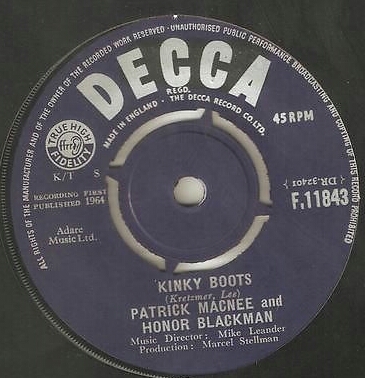 ALL RIGHTS OF THE MANUFACTURER AND OF THE OWNER OF THE RECORDED WORK RESERVED · UNAUTHORISED PUBLIC PERFORMANCE BROADCASTING AND COPYING OF THIS RECORD PROHIBITED
DECCA
REGD.
MADE IN ENGLAND · THE DECCA RECORD CO LTD.
TRUE HIGH
ffrr
FIDELITY
K/T S
45 RPM
RECORDING FIRST
PUBLISHED 1964
(DR.32401)
F.11843
Adare
Music Ltd.
KINKY BOOTS
(Kretzmer, Lee)
PATRICK MACNEE and
HONOR BLACKMAN
Music Director: Mike Leander
Production: Marcel Stellman